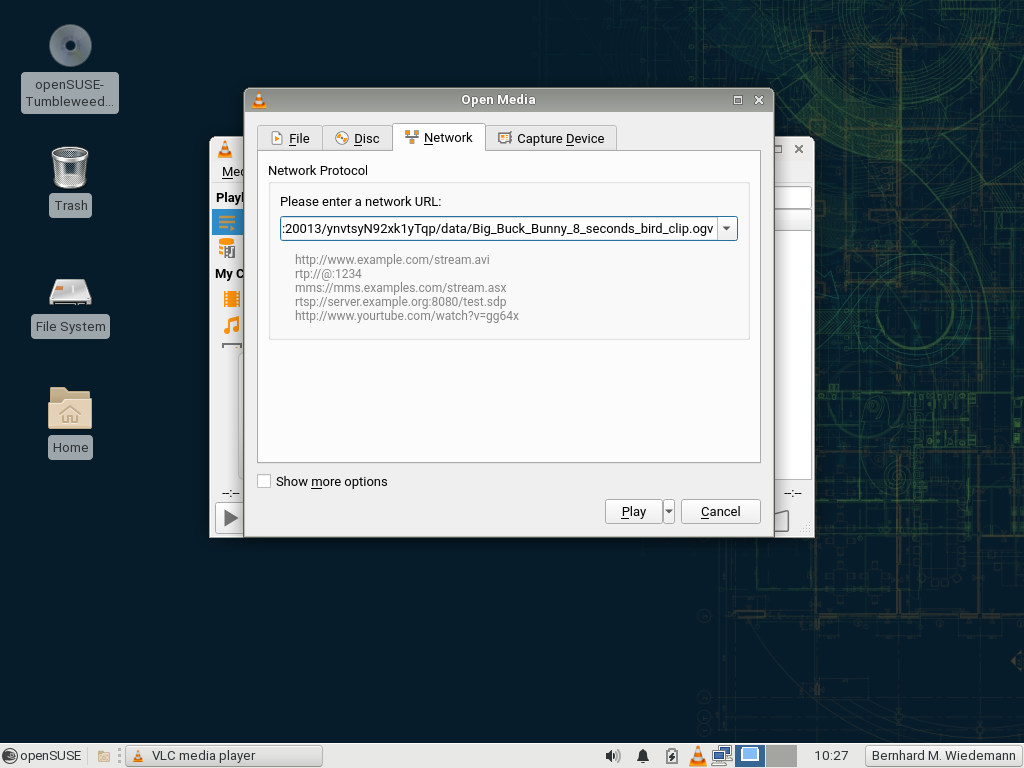 openSUSE-
Tumbleweed...
Trash
File System
Home
Open Media
File
Disc
Network
Capture Device
Network Protocol
Please enter a network URL:
:20013/ynvtsyN92xk1yTqp/data/Big_Buck_Bunny_8_seconds_bird_clip.ogv
http://www.example.com/stream.avi
rtp://@:1234
mms://mms.examples.com/stream.asx
rtsp://server.example.org:8080/test.sdp
http://www.yourtube.com/watch?v=gg64x
Show more options
Play
Cancel
Med
Playl
My C
--:--
--:--
openSUSE
VLC media player
10:27
Bernhard M. Wiedemann